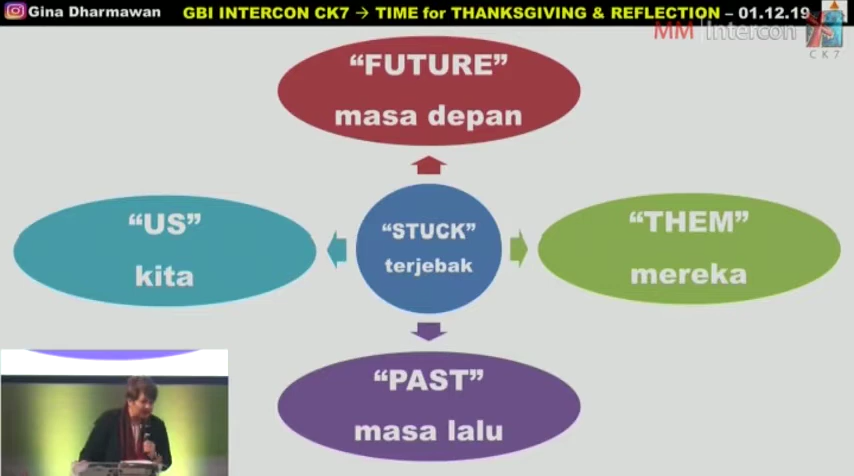 Gina Dharmawan
GBI INTERCON CK7 → TIME for THANKSGIVING & REFLECTION – 01.12.19
MM | Intercon
CK7
“FUTURE”
masa depan
“US”
kita
“STUCK”
terjebak
“THEM”
mereka
“PAST”
masa lalu